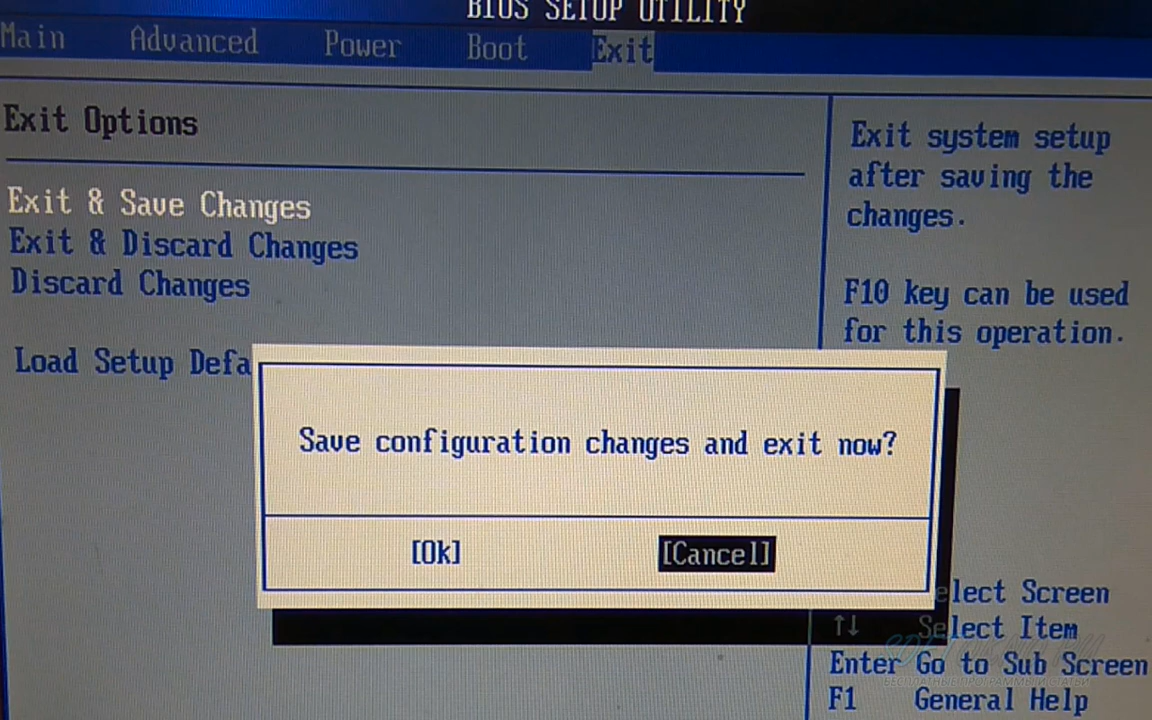 BIOS SETUP UTILITY
Main Advanced Power Boot Exit
Exit Options
Exit & Save Changes
Exit & Discard Changes
Discard Changes
Load Setup Defa
Exit system setup
after saving the
changes.
F10 key can be used
for this operation.
Save configuration changes and exit now?
[Ok] [Cancel]
elect Screen
↑↓ Select Item
Enter Go to Sub Screen
F1 General Help